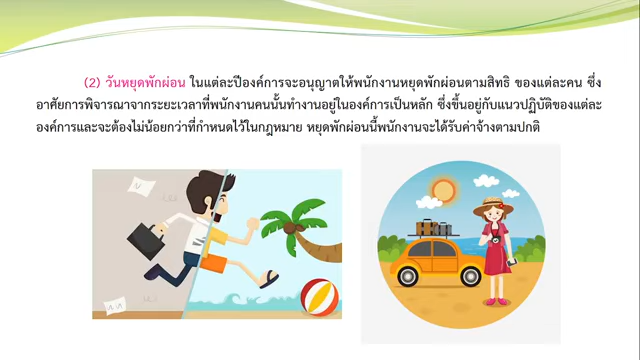 (2) วันหยุดพักผ่อน ในแต่ละปีองค์การจะอนุญาตให้พนักงานหยุดพักผ่อนตามสิทธิ ของแต่ละคน ซึ่ง
อาศัยการพิจารณาจากระยะเวลาที่พนักงานคนนั้นทำงานอยู่ในองค์การเป็นหลัก ซึ่งขึ้นอยู่กับแนวปฏิบัติของแต่ละ
องค์การและจะต้องไม่น้อยกว่าที่กำหนดไว้ในกฎหมาย หยุดพักผ่อนนี้พนักงานจะได้รับค่าจ้างตามปกติ